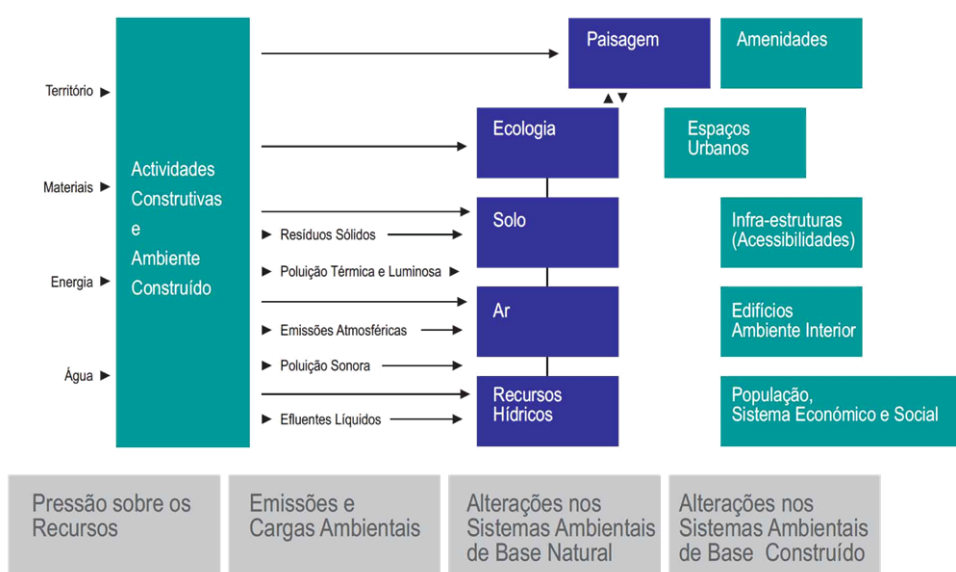 Território
Materiais
Energia
Água
Actividades
Construtivas
e
Ambiente
Construído
Resíduos Sólidos
Poluição Térmica e Luminosa
Emissões Atmosféricas
Poluição Sonora
Efluentes Líquidos
Paisagem
Ecologia
Solo
Ar
Recursos
Hídricos
Amenidades
Espaços
Urbanos
Infra-estruturas
(Acessibilidades)
Edifícios
Ambiente Interior
População,
Sistema Económico e Social
Pressão sobre os
Recursos
Emissões e
Cargas Ambientais
Alterações nos
Sistemas Ambientais
de Base Natural
Alterações nos
Sistemas Ambientais
de Base Construído